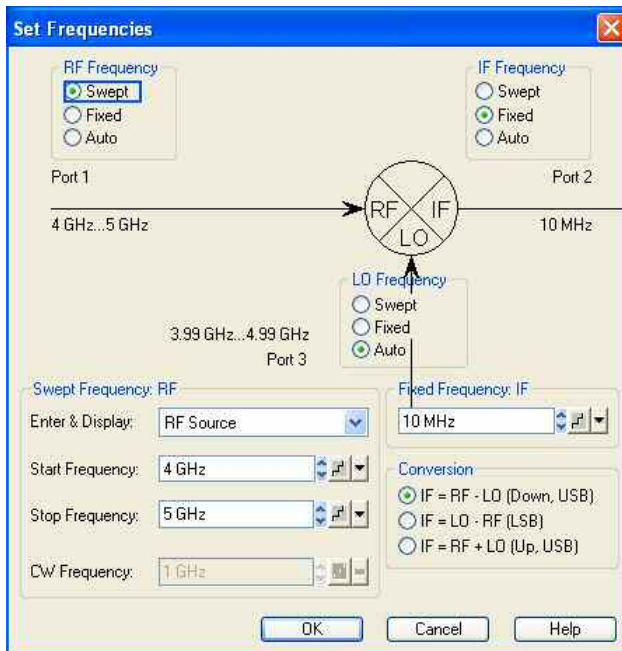 Set Frequencies
RF Frequency
Swept
Fixed
Auto
IF Frequency
Swept
Fixed
Auto
Port 1
Port 2
RF IF
LO
4 GHz...5 GHz
10 MHz
LO Frequency
Swept
Fixed
Auto
3.99 GHz...4.99 GHz
Port 3
Swept Frequency: RF
Enter & Display: RF Source
Start Frequency: 4 GHz
Stop Frequency: 5 GHz
CW Frequency: 1 GHz
Fixed Frequency: IF
10 MHz
Conversion
IF = RF - LO (Down, USB)
IF = LO - RF (LSB)
IF = RF + LO (Up, USB)
OK Cancel Help